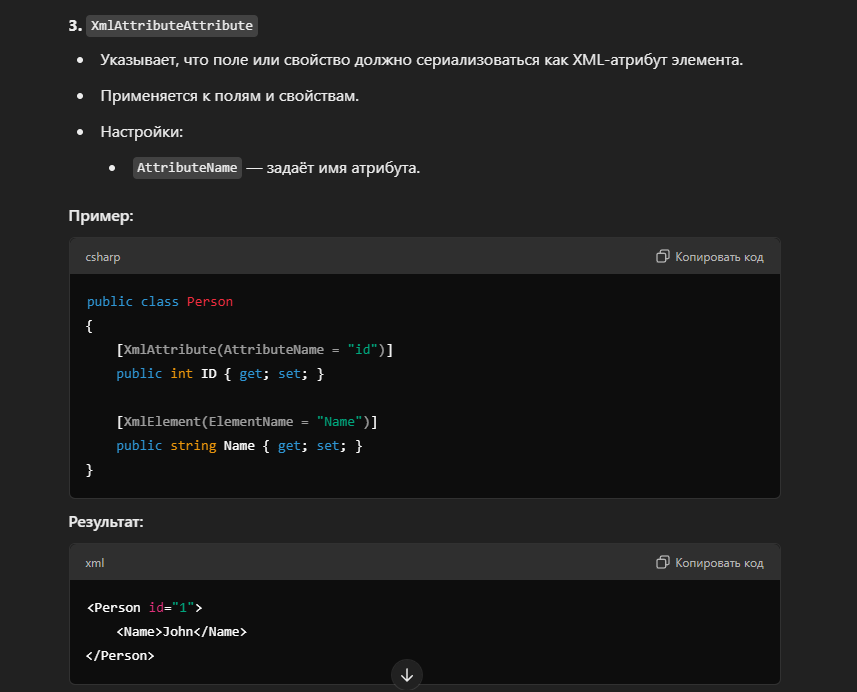 3. XmlAttributeAttribute
• Указывает, что поле или свойство должно сериализоваться как XML-атрибут элемента.
• Применяется к полям и свойствам.
• Настройки:
• AttributeName — задаёт имя атрибута.
Пример:
csharp Копировать код
public class Person
{
    [XmlAttribute(AttributeName = "id")]
    public int ID { get; set; }
    [XmlElement(ElementName = "Name")]
    public string Name { get; set; }
}
Результат:
xml Копировать код
<Person id="1">
    <Name>John</Name>
</Person>